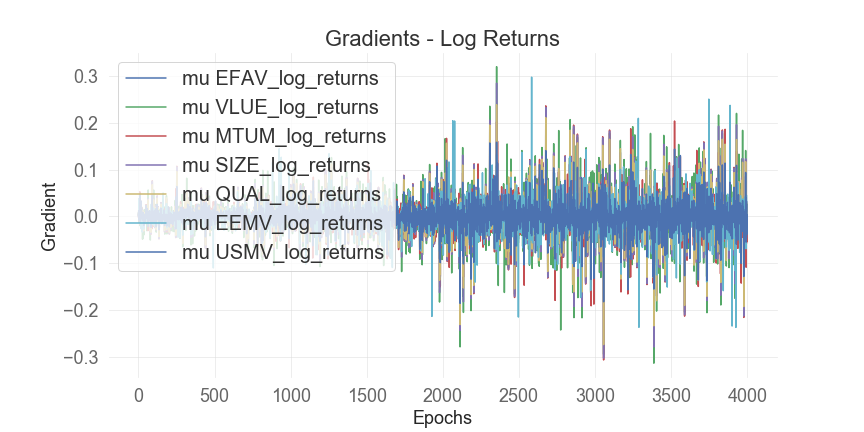 Gradients - Log Returns
mu EFAV_log_returns
mu VLUE_log_returns
mu MTUM_log_returns
mu SIZE_log_returns
mu QUAL_log_returns
mu EEMV_log_returns
mu USMV_log_returns
Gradient
0.3
0.2
0.1
0.0
−0.1
−0.2
−0.3
0 500 1000 1500 2000 2500 3000 3500 4000
Epochs